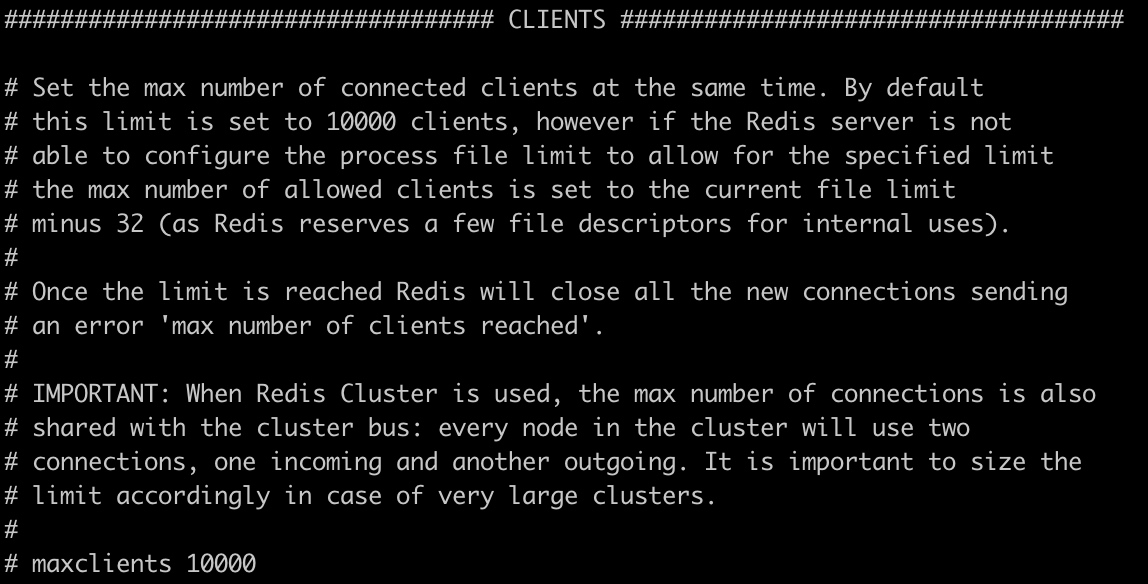 ################################### CLIENTS ####################################

# Set the max number of connected clients at the same time. By default
# this limit is set to 10000 clients, however if the Redis server is not
# able to configure the process file limit to allow for the specified limit
# the max number of allowed clients is set to the current file limit
# minus 32 (as Redis reserves a few file descriptors for internal uses).
#
# Once the limit is reached Redis will close all the new connections sending
# an error 'max number of clients reached'.
#
# IMPORTANT: When Redis Cluster is used, the max number of connections is also
# shared with the cluster bus: every node in the cluster will use two
# connections, one incoming and another outgoing. It is important to size the
# limit accordingly in case of very large clusters.
#
# maxclients 10000